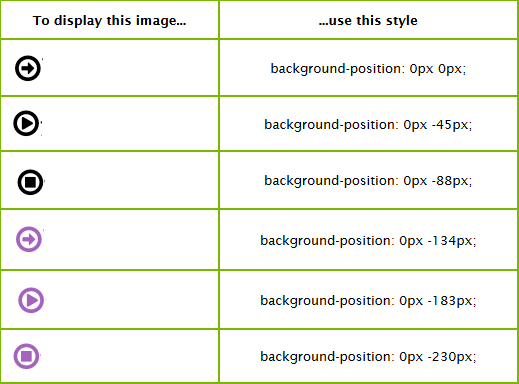 To display this image...
...use this style
background-position: 0px 0px;
background-position: 0px -45px;
background-position: 0px -88px;
background-position: 0px -134px;
background-position: 0px -183px;
background-position: 0px -230px;